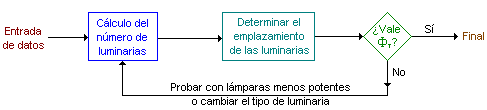 Entrada
de datos
Cálculo del
número de
luminarias
Determinar el
emplazamiento
de las luminarias
¿Vale
ΦT?
Sí
Final
No
Probar con lámparas menos potentes
o cambiar el tipo de luminaria